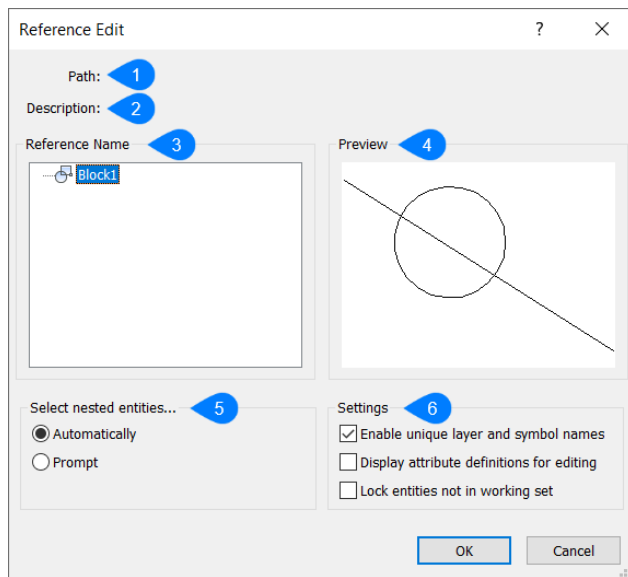 Reference Edit ?
Path: 1
Description: 2
Reference Name 3
Block1
Preview 4
Select nested entities... 5
Automatically
Prompt
Settings 6
Enable unique layer and symbol names
Display attribute definitions for editing
Lock entities not in working set
OK Cancel